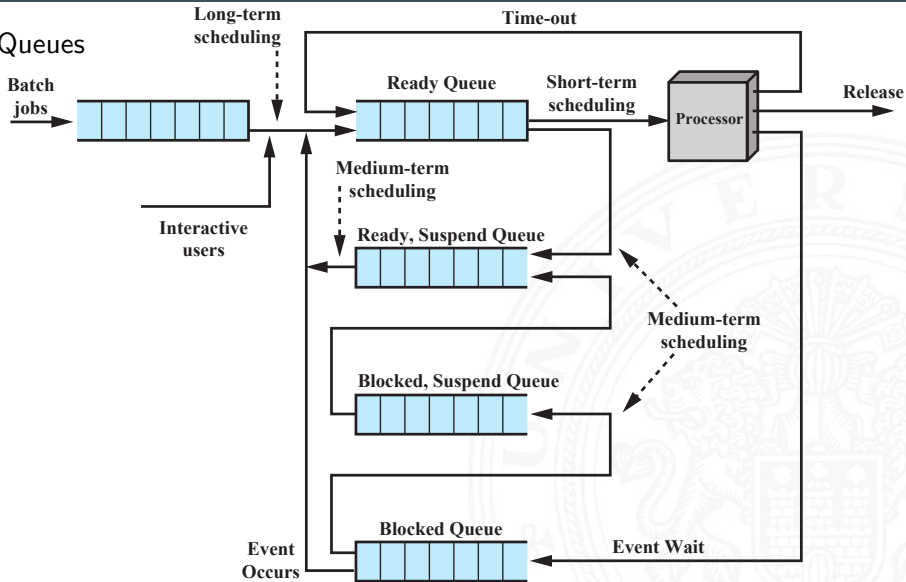 Queues
Long-term
scheduling
Time-out
Batch
jobs
Ready Queue
Short-term
scheduling
Processor
Release
Medium-term
scheduling
Interactive
users
Ready, Suspend Queue
Medium-term
scheduling
Blocked, Suspend Queue
Blocked Queue
Event
Occurs
Event Wait
U N I V E R S